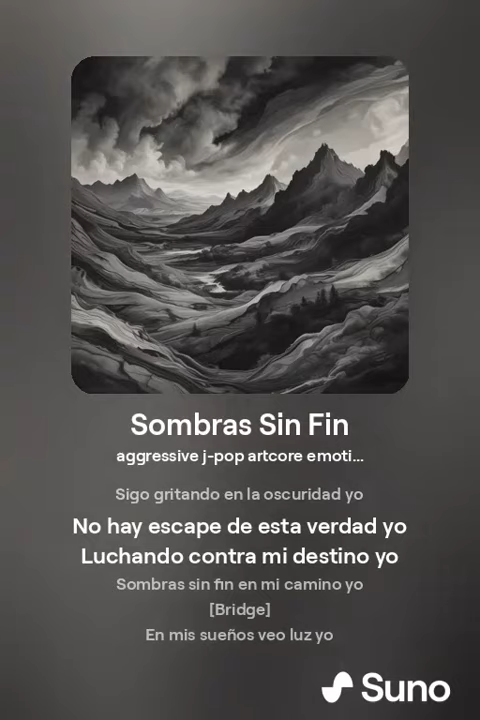 Sombras Sin Fin
aggressive j-pop artcore emoti...
Sigo gritando en la oscuridad yo
No hay escape de esta verdad yo
Luchando contra mi destino yo
Sombras sin fin en mi camino yo
[Bridge]
En mis sueños veo luz yo
Suno